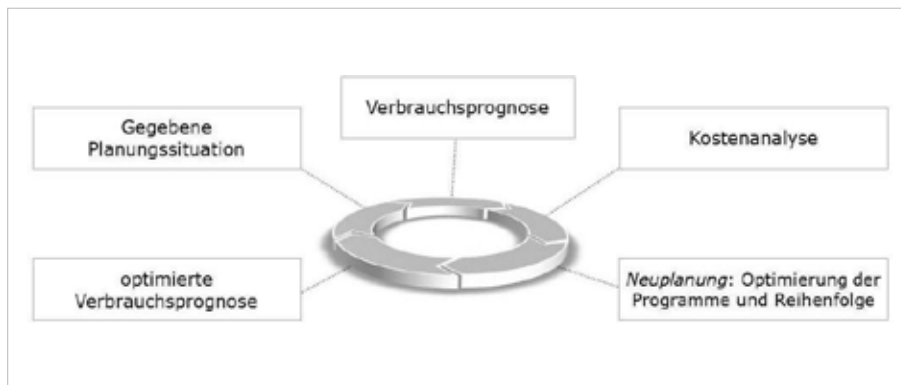 Verbrauchsprognose
Gegebene
Planungssituation
Kostenanalyse
optimierte
Verbrauchsprognose
Neuplanung: Optimierung der
Programme und Reihenfolge